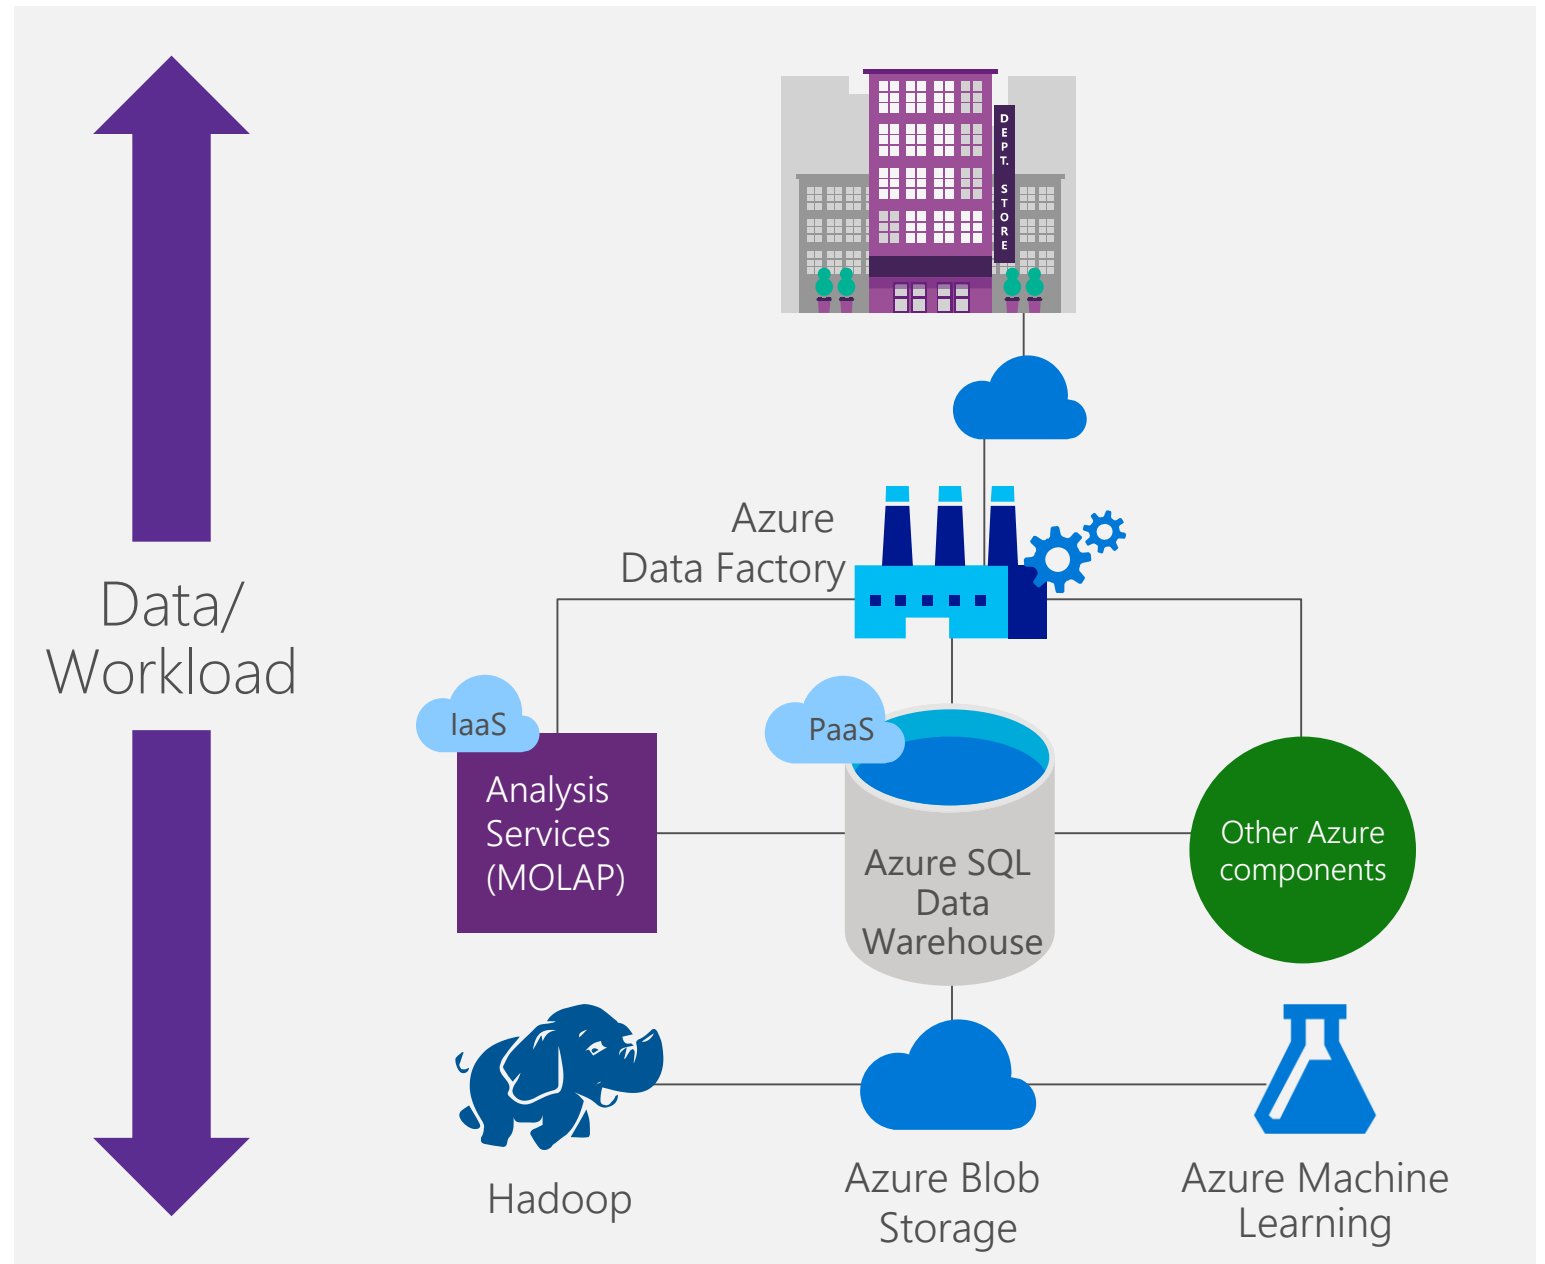 DEPT. STORE
Azure
Data Factory
Data/
Workload
IaaS
PaaS
Analysis
Services
(MOLAP)
Azure SQL
Data
Warehouse
Other Azure
components
Hadoop
Azure Blob
Storage
Azure Machine
Learning